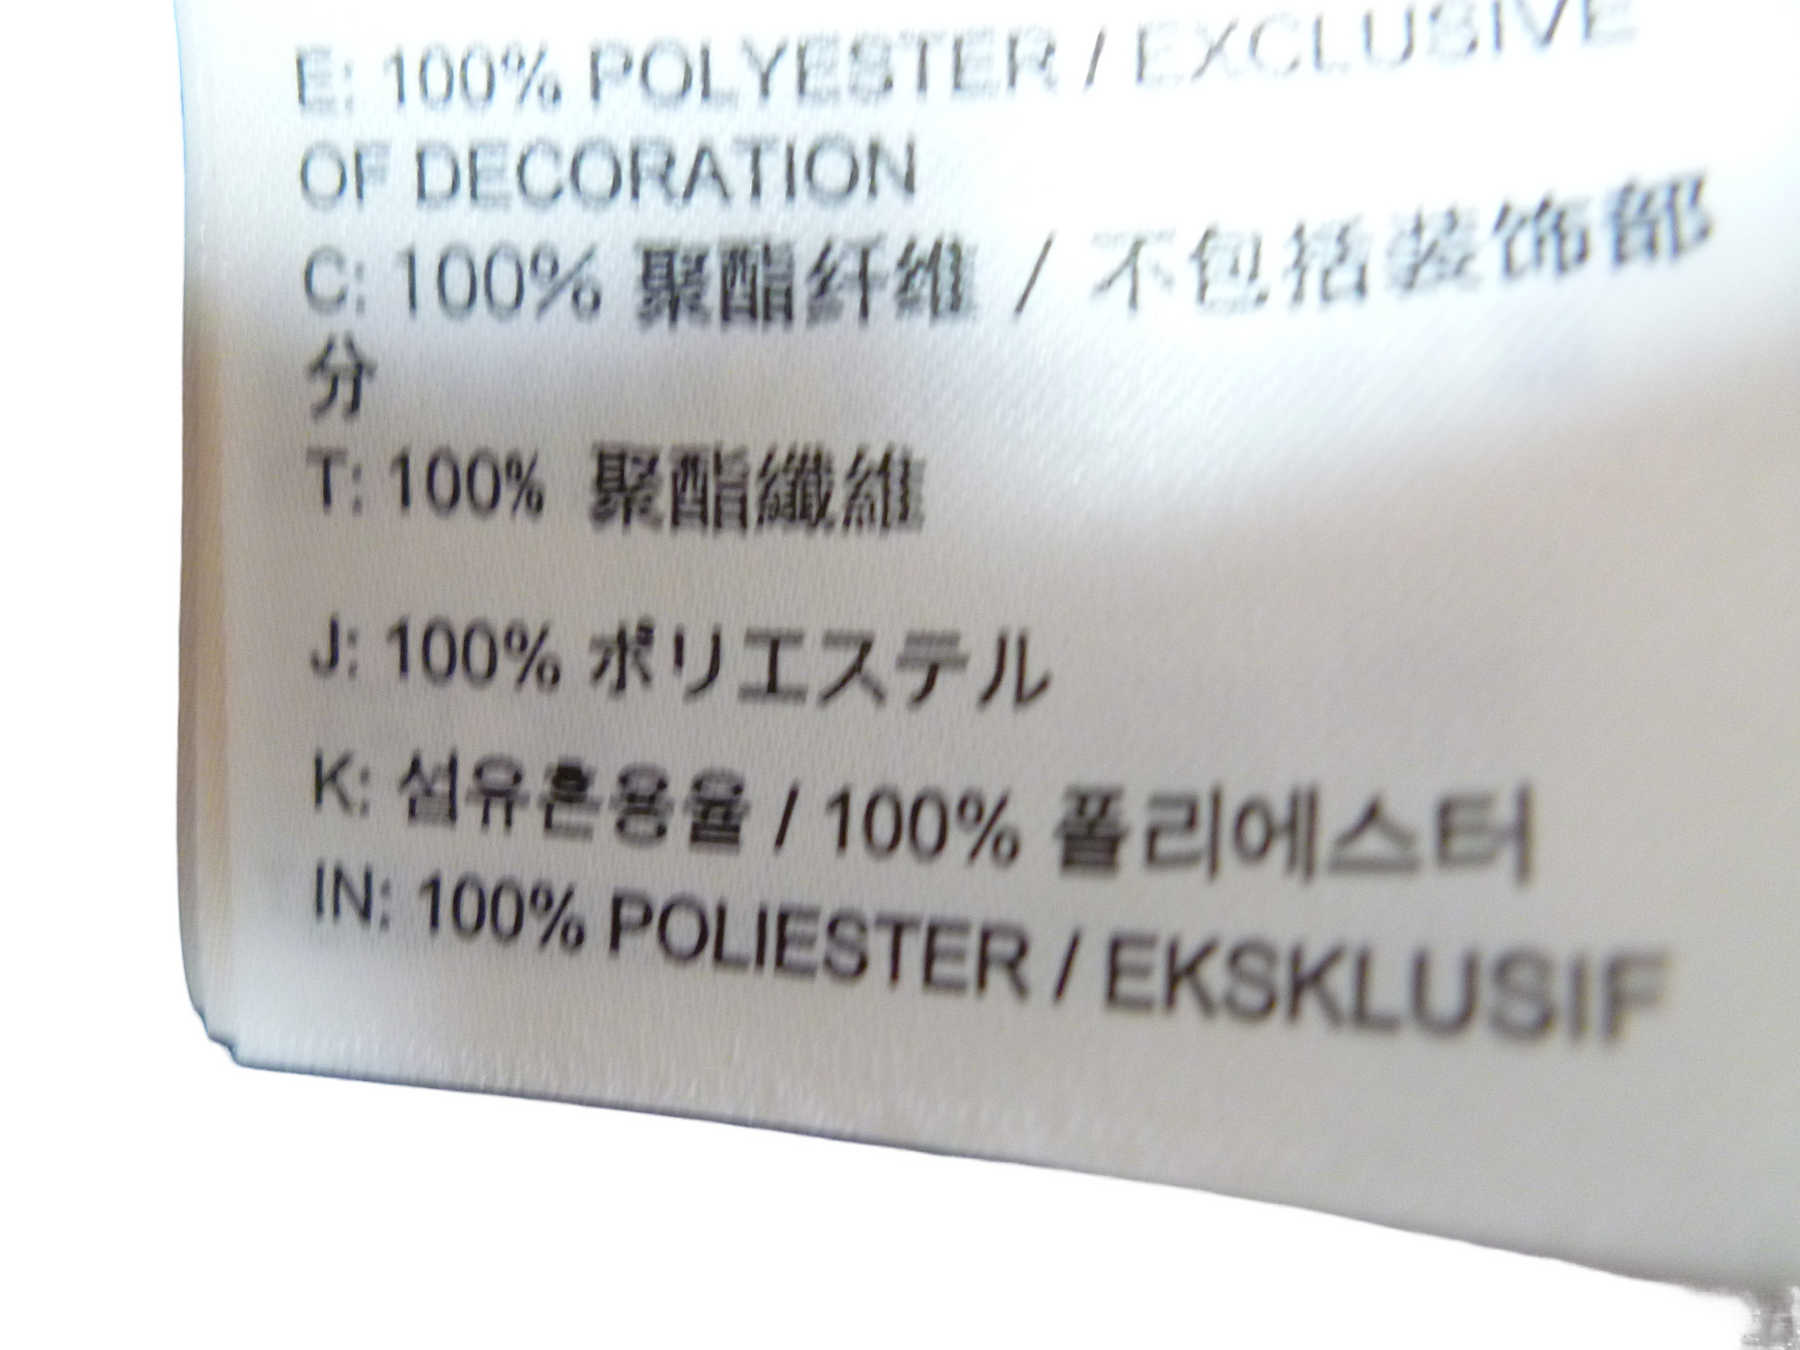 E: 100% POLYESTER / EXCLUSIVE
OF DECORATION
C: 100% 聚酯纤维 / 不包括装饰部
分
T: 100% 聚酯纖維
J: 100% ポリエステル
K: 섬유혼용율 / 100% 폴리에스터
IN: 100% POLIESTER / EKSKLUSIF